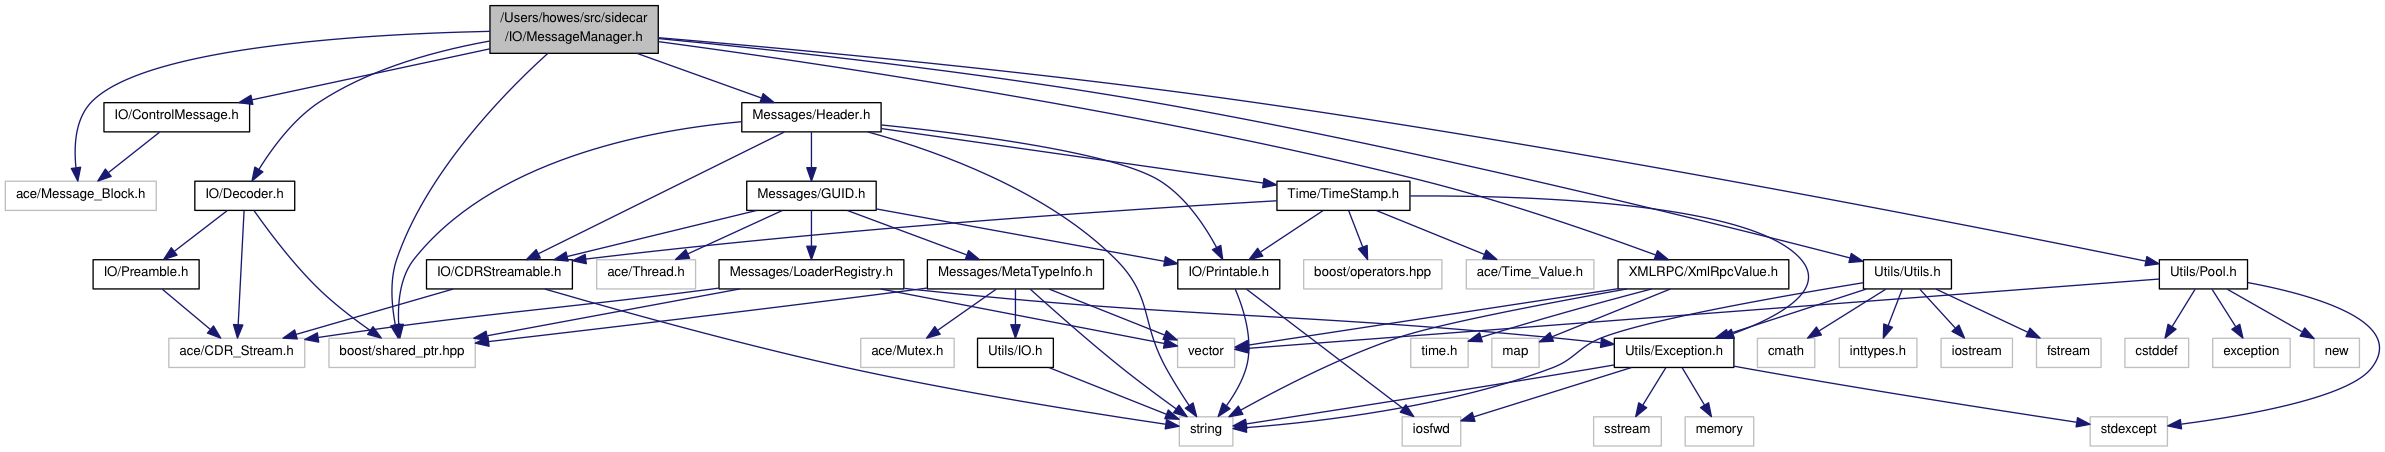 /Users/howes/src/sidecar
/IO/MessageManager.h
IO/ControlMessage.h
Messages/Header.h
ace/Message_Block.h
IO/Decoder.h
Messages/GUID.h
Time/TimeStamp.h
IO/Preamble.h
IO/CDRStreamable.h
ace/Thread.h
Messages/LoaderRegistry.h
Messages/MetaTypeInfo.h
IO/Printable.h
boost/operators.hpp
ace/Time_Value.h
XMLRPC/XmlRpcValue.h
Utils/Utils.h
Utils/Pool.h
ace/CDR_Stream.h
boost/shared_ptr.hpp
ace/Mutex.h
Utils/IO.h
vector
time.h
map
Utils/Exception.h
cmath
inttypes.h
iostream
fstream
cstddef
exception
new
string
iosfwd
sstream
memory
stdexcept